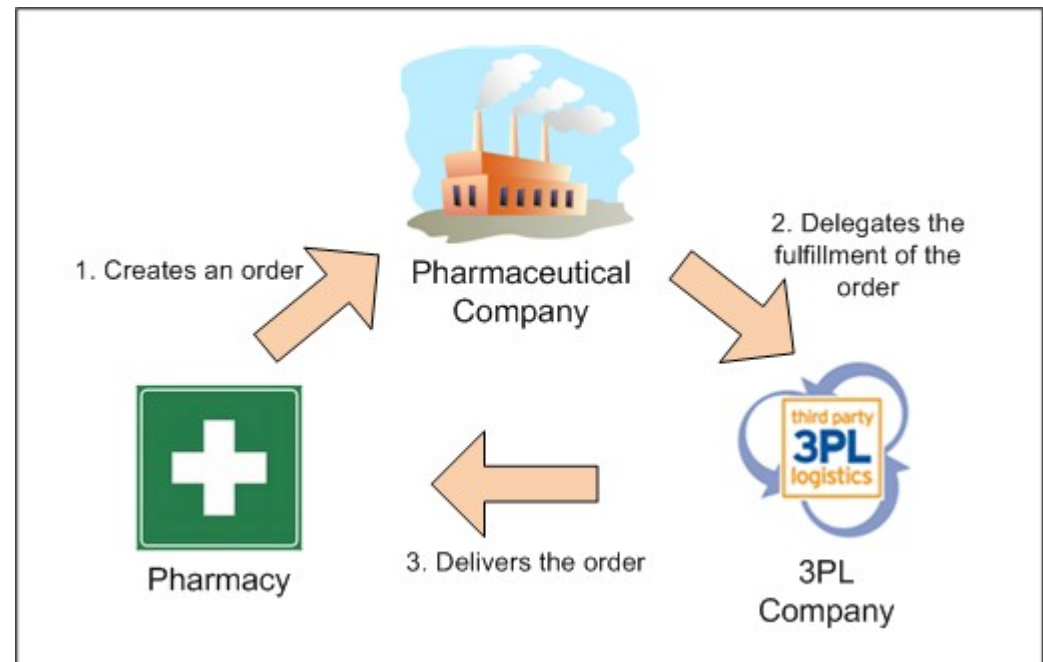 1. Creates an order
Pharmaceutical
Company
2. Delegates the
fulfillment of the
order
third party
3PL
logistics
3PL
Company
3. Delivers the order
Pharmacy